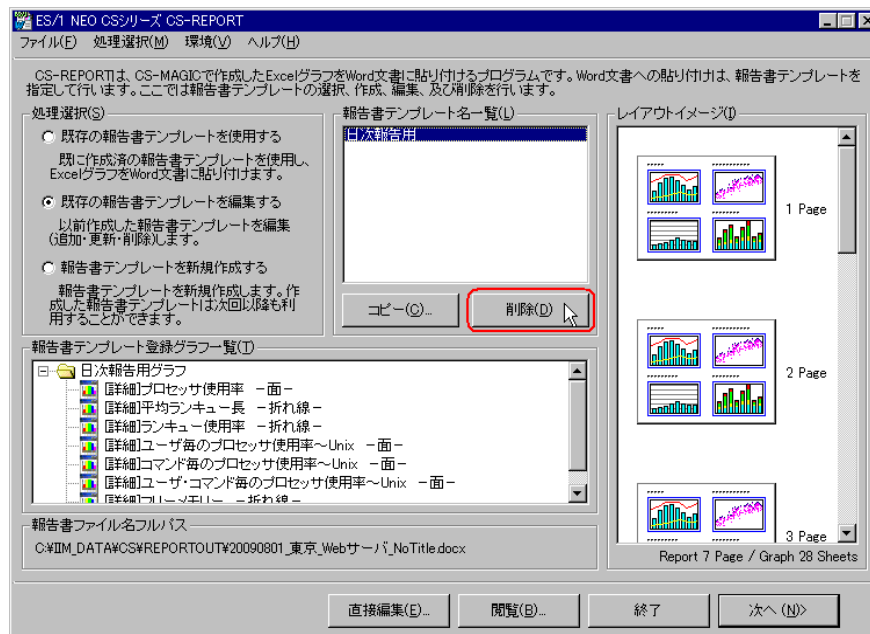 ES/1 NEO CSシリーズ CS-REPORT
ファイル(F) 処理選択(M) 環境(V) ヘルプ(H)
CS-REPORTは、CS-MAGICで作成したExcelグラフをWord文書に貼り付けるプログラムです。Word文書への貼り付けは、報告書テンプレートを
指定して行います。ここでは報告書テンプレートの選択、作成、編集、及び削除を行います。
処理選択(S)
既存の報告書テンプレートを使用する
既に作成済の報告書テンプレートを使用し、
ExcelグラフをWord文書に貼り付けます。
既存の報告書テンプレートを編集する
以前作成した報告書テンプレートを編集
(追加・更新・削除)します。
報告書テンプレートを新規作成する
報告書テンプレートを新規作成します。作
成した報告書テンプレートは次回以降も利
用することができます。
報告書テンプレート名一覧(L)
日次報告用
コピー(C)...
削除(D)
レイアウトイメージ(I)
1 Page
2 Page
3 Page
Report 7 Page / Graph 28 Sheets
報告書テンプレート登録グラフ一覧(T)
日次報告用グラフ
[詳細]プロセッサ使用率 －面－
[詳細]平均ランキュー長 －折れ線－
[詳細]ランキュー使用率 －折れ線－
[詳細]ユーザ毎のプロセッサ使用率～Unix －面－
[詳細]コマンド毎のプロセッサ使用率～Unix －面－
[詳細]ユーザ・コマンド毎のプロセッサ使用率～Unix －面－
[詳細]フリーメモリー －折れ線－
報告書ファイル名フルパス
C:¥IIM_DATA¥CS¥REPORTOUT¥20090801_東京_Webサーバ_NoTitle.docx
直接編集(E)... 閲覧(B)... 終了 次へ (N)>